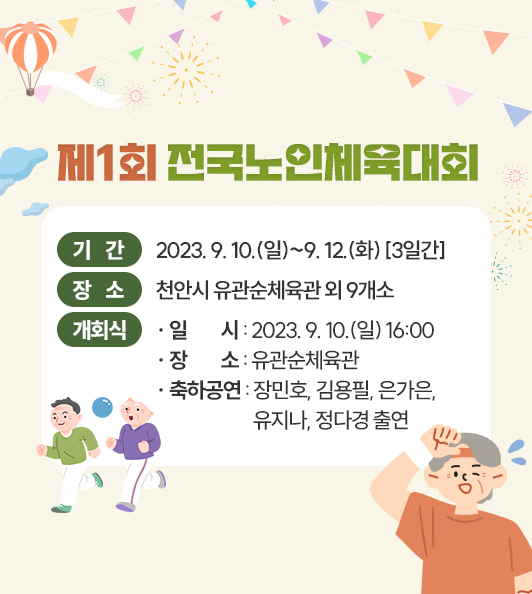 제1회 전국노인체육대회
기 간 2023. 9. 10.(일)~9. 12.(화) [3일간]
장 소 천안시 유관순체육관 외 9개소
개회식 · 일 시 : 2023. 9. 10.(일) 16:00
· 장 소 : 유관순체육관
· 축하공연 : 장민호, 김용필, 은가은,
유지나, 정다경 출연